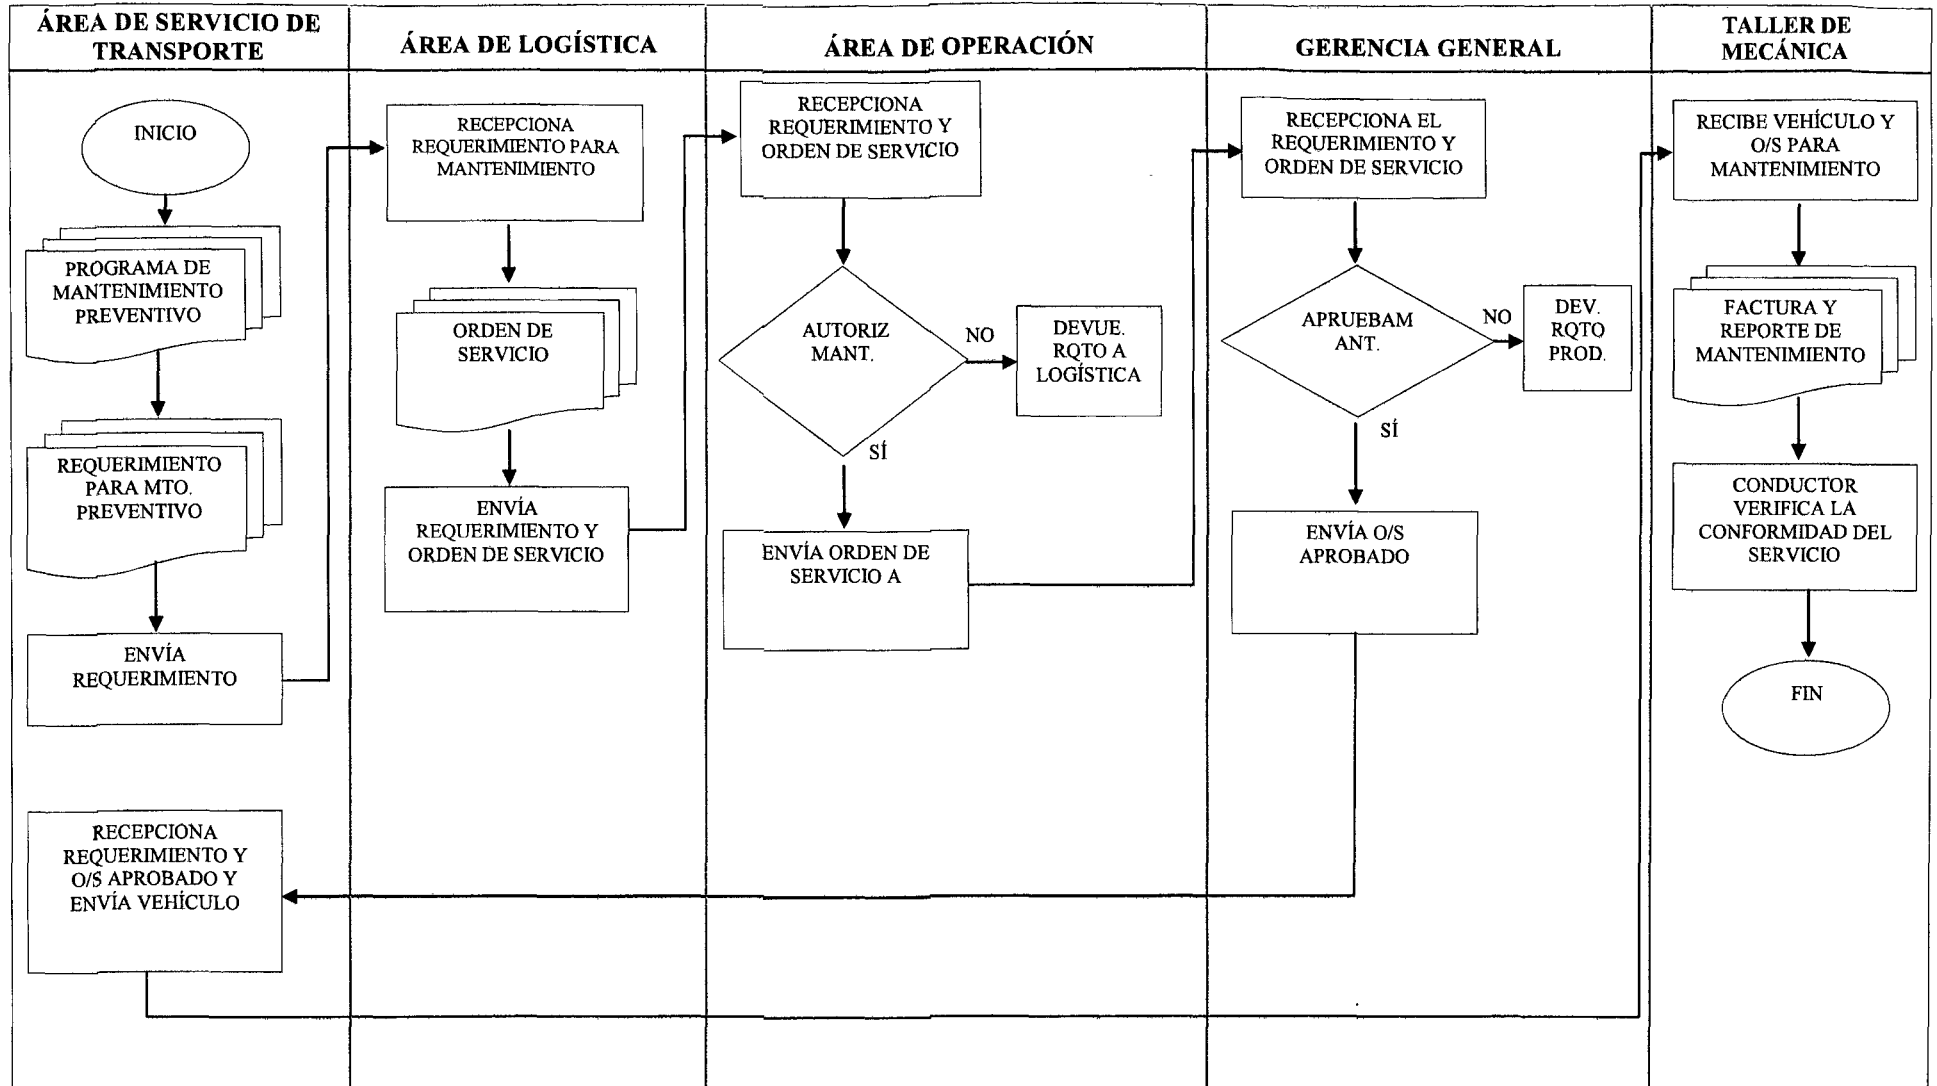 ÁREA DE SERVICIO DE
TRANSPORTE
ÁREA DE LOGÍSTICA
ÁREA DE OPERACIÓN
GERENCIA GENERAL
TALLER DE
MECÁNICA
INICIO
PROGRAMA DE
MANTENIMIENTO
PREVENTIVO
REQUERIMIENTO
PARA MTO.
PREVENTIVO
ENVÍA
REQUERIMIENTO
RECEPCIONA
REQUERIMIENTO Y
O/S APROBADO Y
ENVÍA VEHÍCULO
RECEPCIONA
REQUERIMIENTO PARA
MANTENIMIENTO
ORDEN DE
SERVICIO
ENVÍA
REQUERIMIENTO Y
ORDEN DE SERVICIO
RECEPCIONA
REQUERIMIENTO Y
ORDEN DE SERVICIO
AUTORIZ
MANT.
NO
DEVUE.
RQTO A
LOGÍSTICA
SÍ
ENVÍA ORDEN DE
SERVICIO A
RECEPCIONA EL
REQUERIMIENTO Y
ORDEN DE SERVICIO
APRUEBAM
ANT.
NO
DEV.
RQTO
PROD.
SÍ
ENVÍA O/S
APROBADO
RECIBE VEHÍCULO Y
O/S PARA
MANTENIMIENTO
FACTURA Y
REPORTE DE
MANTENIMIENTO
CONDUCTOR
VERIFICA LA
CONFORMIDAD DEL
SERVICIO
FIN